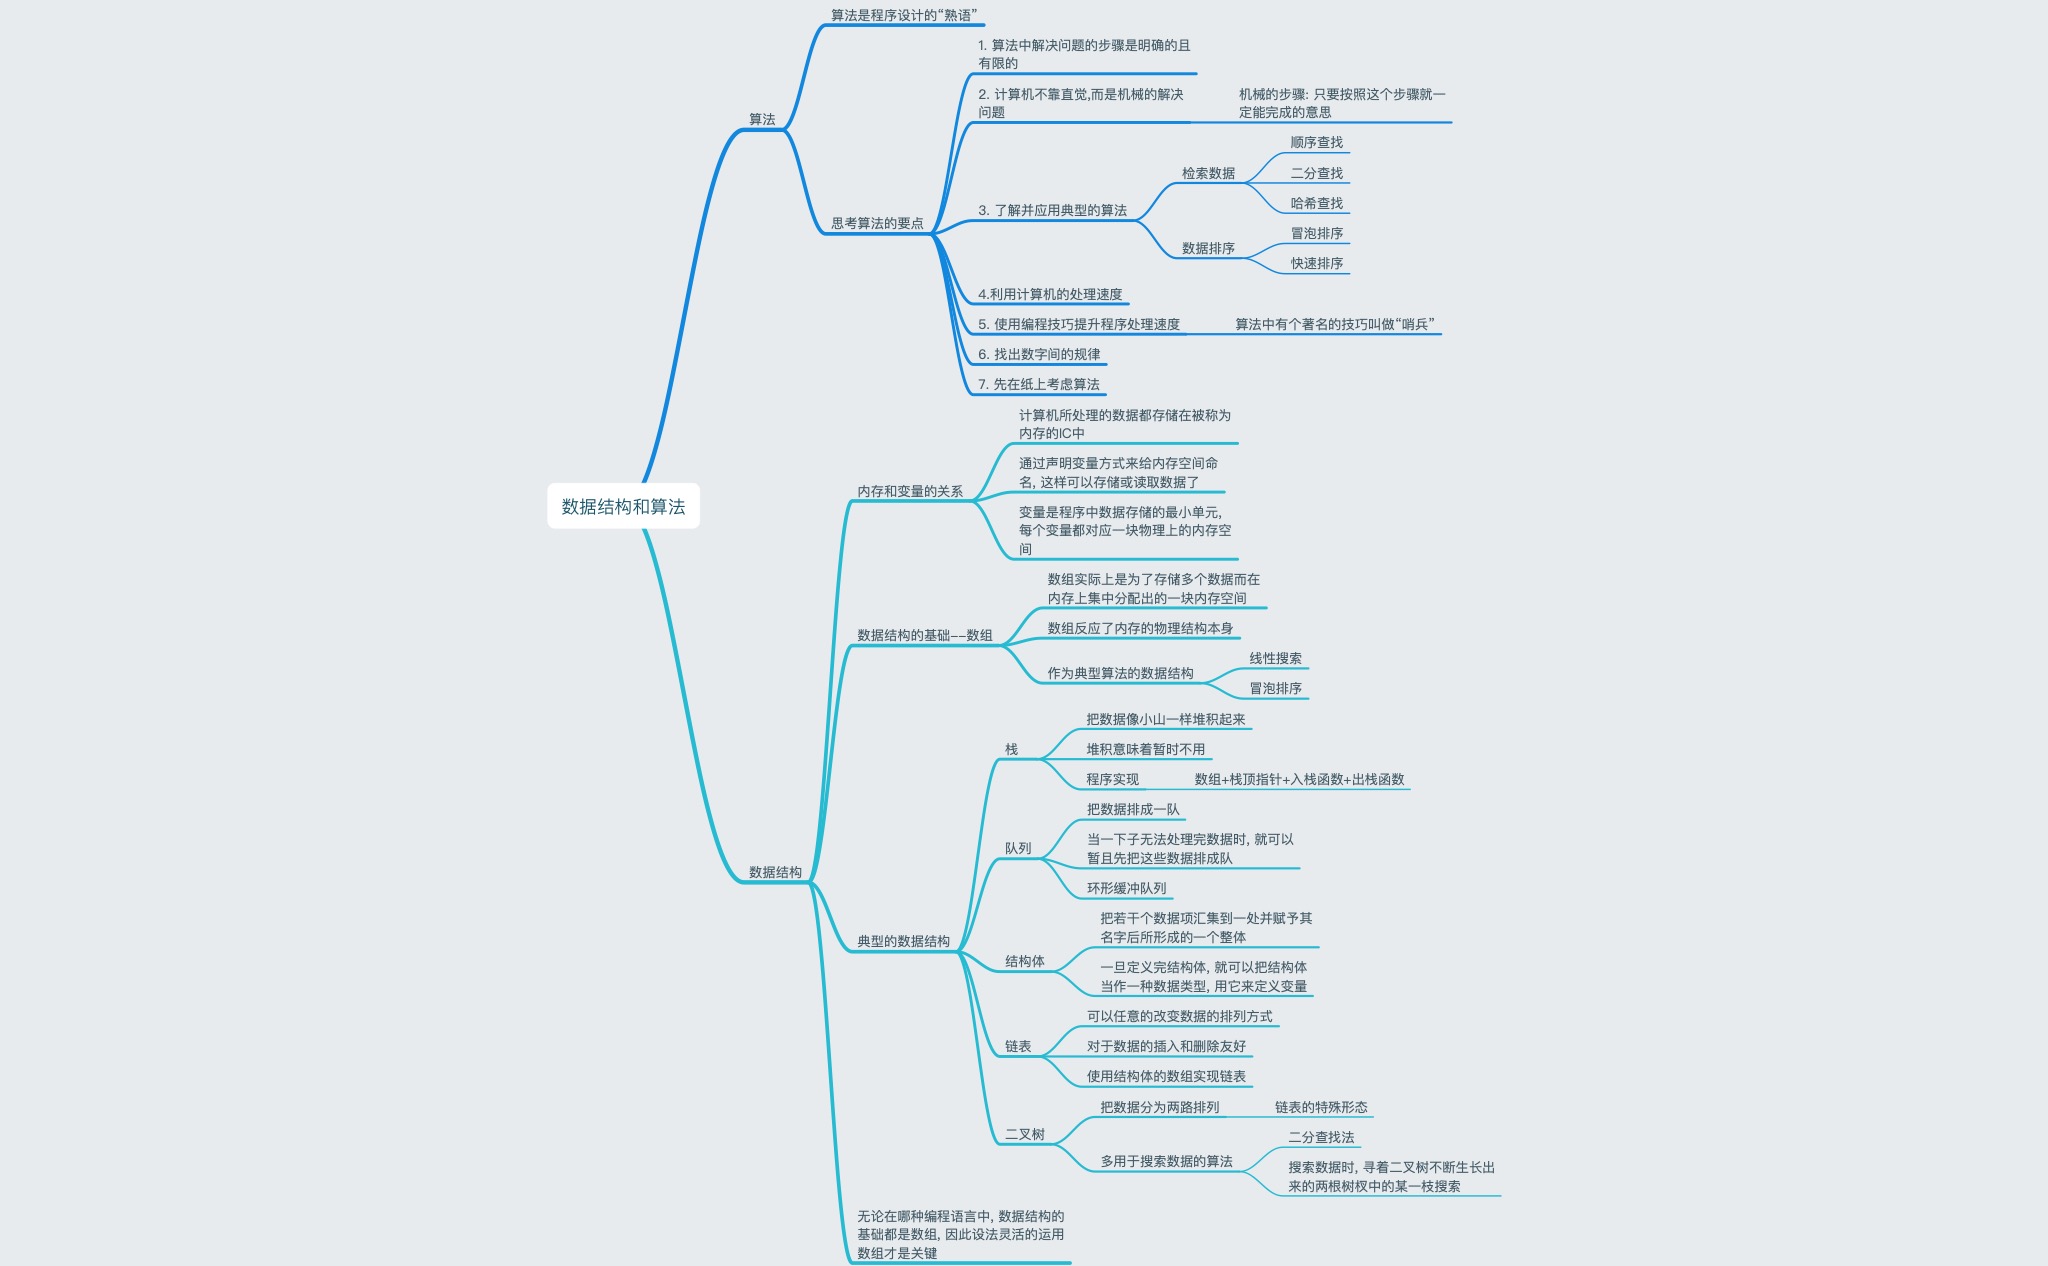 数据结构和算法
算法
算法是程序设计的“熟语”
思考算法的要点
1. 算法中解决问题的步骤是明确的且
有限的
2. 计算机不靠直觉,而是机械的解决
问题
机械的步骤: 只要按照这个步骤就一
定能完成的意思
3. 了解并应用典型的算法
检索数据
顺序查找
二分查找
哈希查找
数据排序
冒泡排序
快速排序
4.利用计算机的处理速度
5. 使用编程技巧提升程序处理速度
算法中有个著名的技巧叫做“哨兵”
6. 找出数字间的规律
7. 先在纸上考虑算法
数据结构
内存和变量的关系
计算机所处理的数据都存储在被称为
内存的IC中
通过声明变量方式来给内存空间命
名, 这样可以存储或读取数据了
变量是程序中数据存储的最小单元,
每个变量都对应一块物理上的内存空
间
数据结构的基础--数组
数组实际上是为了存储多个数据而在
内存上集中分配出的一块内存空间
数组反应了内存的物理结构本身
作为典型算法的数据结构
线性搜索
冒泡排序
典型的数据结构
栈
把数据像小山一样堆积起来
堆积意味着暂时不用
程序实现
数组+栈顶指针+入栈函数+出栈函数
队列
把数据排成一队
当一下子无法处理完数据时, 就可以
暂且先把这些数据排成队
环形缓冲队列
结构体
把若干个数据项汇集到一处并赋予其
名字后所形成的一个整体
一旦定义完结构体, 就可以把结构体
当作一种数据类型, 用它来定义变量
链表
可以任意的改变数据的排列方式
对于数据的插入和删除友好
使用结构体的数组实现链表
二叉树
把数据分为两路排列
链表的特殊形态
多用于搜索数据的算法
二分查找法
搜索数据时, 寻着二叉树不断生长出
来的两根树杈中的某一枝搜索
无论在哪种编程语言中, 数据结构的
基础都是数组, 因此设法灵活的运用
数组才是关键